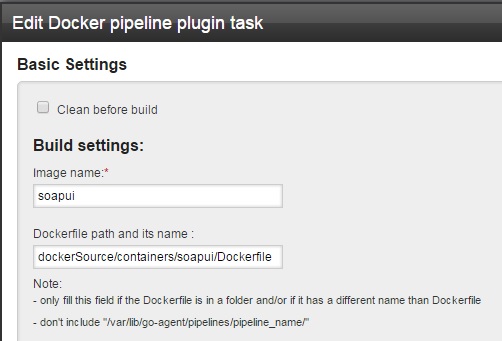 Edit Docker pipeline plugin task
Basic Settings
Clean before build
Build settings:
Image name:*
soapui
Dockerfile path and its name :
dockerSource/containers/soapui/Dockerfile
Note:
- only fill this field if the Dockerfile is in a folder and/or if it has a different name than Dockerfile
- don't include "/var/lib/go-agent/pipelines/pipeline_name/"